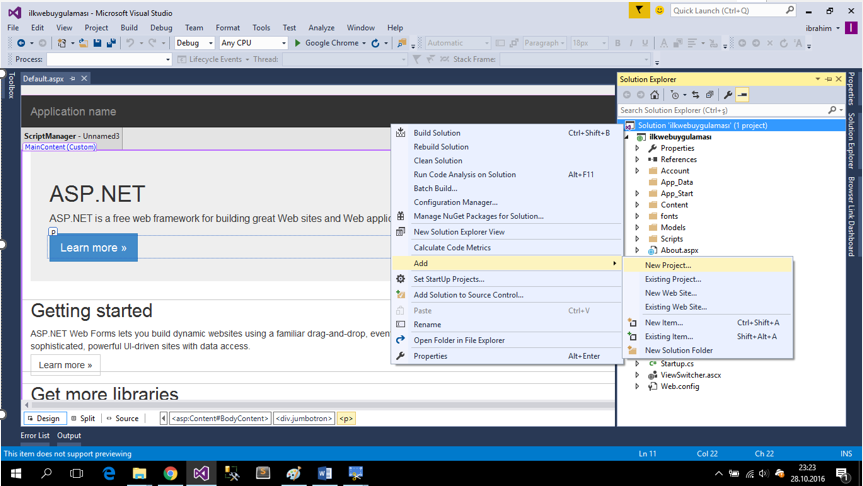 ilkwebuygulaması - Microsoft Visual Studio
Quick Launch (Ctrl+Q)
File Edit View Project Build Debug Team Format Tools Test Analyze Window Help
ibrahim
I
Debug Any CPU Google Chrome Automatic Paragraph 18px B I U A
Process: Lifecycle Events Thread: Stack Frame:
Toolbox
Default.aspx
Application name
ScriptManager - Unnamed3
MainContent (Custom)
ASP.NET
ASP.NET is a free web framework for building great Web sites and Web applic
p
Learn more »
Getting started
ASP.NET Web Forms lets you build dynamic websites using a familiar drag-and-drop, even
sophisticated, powerful UI-driven sites with data access.
Learn more »
Get more libraries
Design Split Source <asp:Content#BodyContent> <div.jumbotron> <p>
Build Solution Ctrl+Shift+B
Rebuild Solution
Clean Solution
Run Code Analysis on Solution Alt+F11
Batch Build...
Configuration Manager...
Manage NuGet Packages for Solution...
New Solution Explorer View
Calculate Code Metrics
Add
Set StartUp Projects...
Add Solution to Source Control...
Paste Ctrl+V
Rename
Open Folder in File Explorer
Properties Alt+Enter
New Project...
Existing Project...
New Web Site...
Existing Web Site...
New Item... Ctrl+Shift+A
Existing Item... Shift+Alt+A
New Solution Folder
Solution Explorer
Search Solution Explorer (Ctrl+ş)
Solution 'ilkwebuygulaması' (1 project)
ilkwebuygulaması
Properties
References
Account
App_Data
App_Start
Content
fonts
Models
Scripts
About.aspx
Startup.cs
ViewSwitcher.ascx
Web.config
Properties
Solution Explorer
Browser Link Dashboard
Error List Output
This item does not support previewing Ln 11 Col 22 Ch 22 INS
23:23
28.10.2016
1